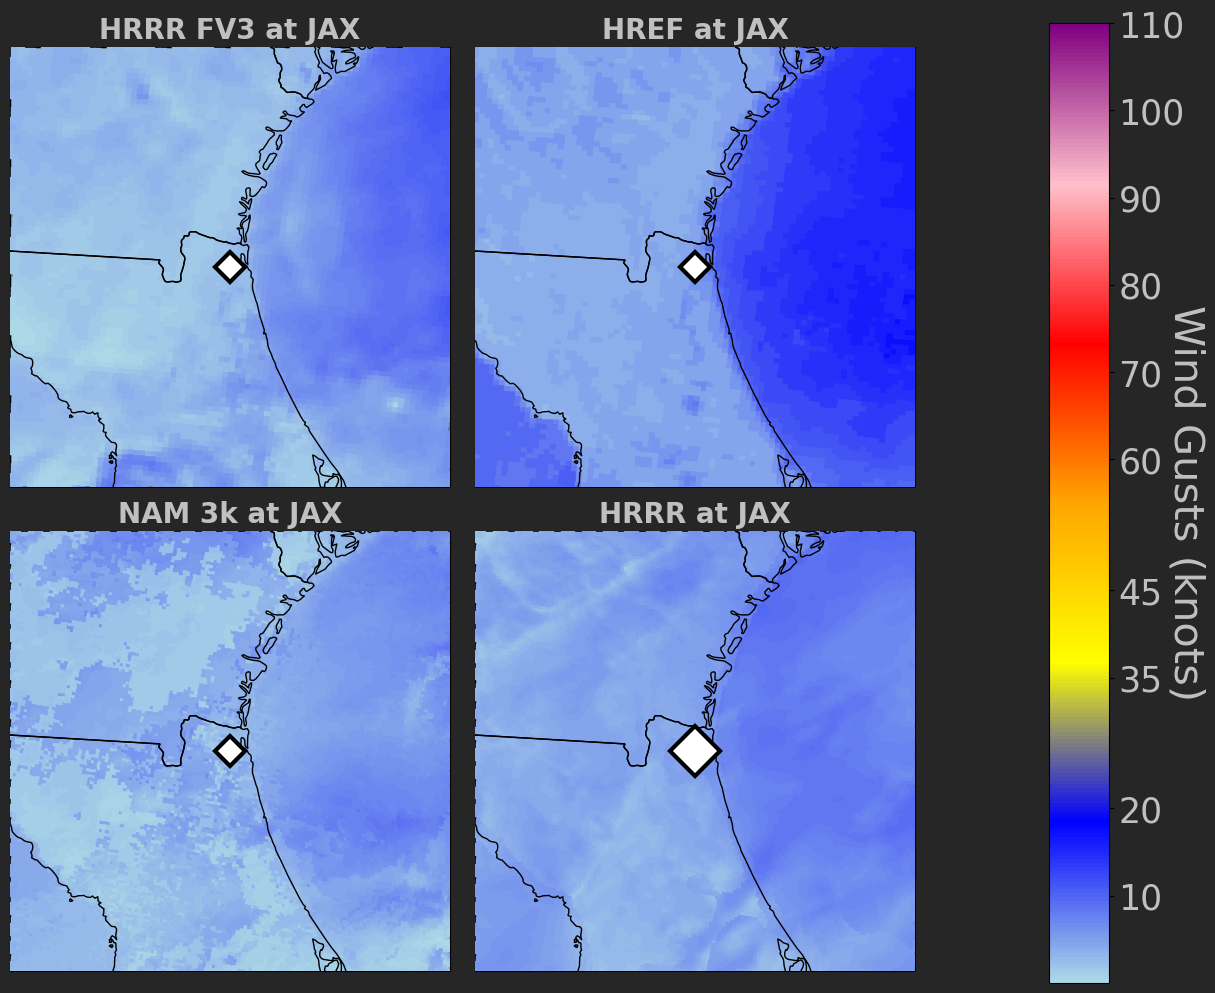 HRRR FV3 at JAX
HREF at JAX
NAM 3k at JAX
HRRR at JAX
110
100
90
80
70
60
45
35
20
10
Wind Gusts (knots)